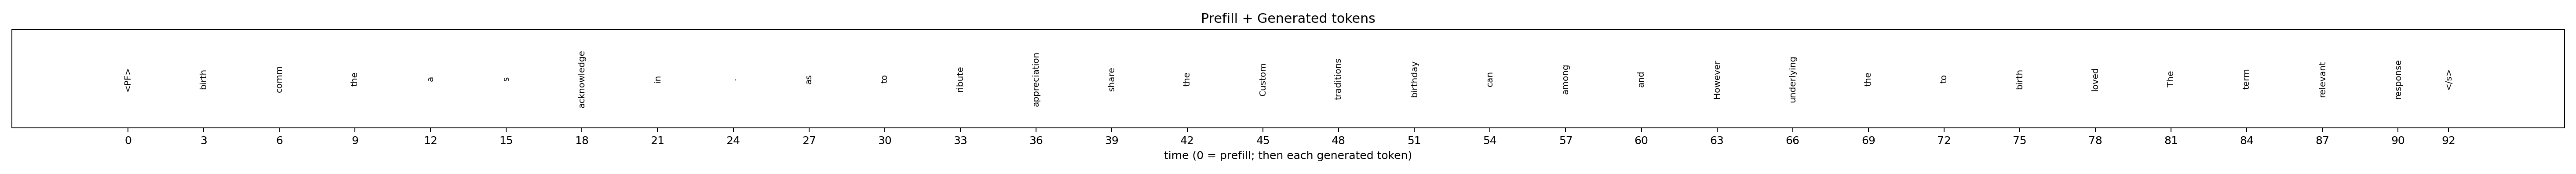 Prefill + Generated tokens
<PF> birth comm the a s acknowledge in . as to ribute appreciation share the Custom traditions birthday can among and However underlying the to birth loved The term relevant response </s>
0 3 6 9 12 15 18 21 24 27 30 33 36 39 42 45 48 51 54 57 60 63 66 69 72 75 78 81 84 87 90 92
time (0 = prefill; then each generated token)